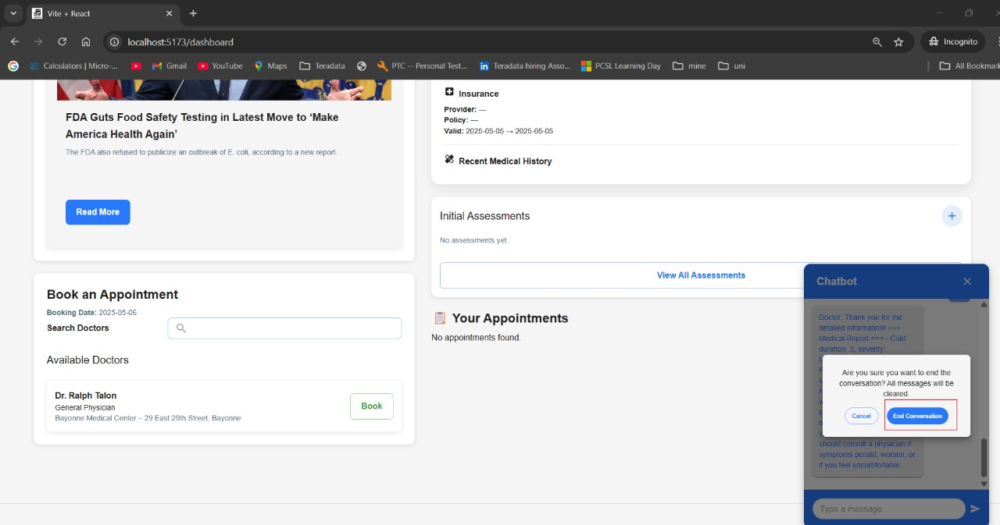 Vite + React
localhost:5173/dashboard
Incognito
Calculators | Micro-...
Gmail
YouTube
Maps
Teradata
PTC -- Personal Test...
Teradata hiring Asso...
PCSL Learning Day
mine
uni
All Bookmark
FDA Guts Food Safety Testing in Latest Move to ‘Make
America Health Again’
The FDA also refused to publicize an outbreak of E. coli, according to a new report.
Read More
Book an Appointment
Booking Date: 2025-05-06
Search Doctors
Available Doctors
Dr. Ralph Talon
General Physician
Bayonne Medical Center – 29 East 29th Street, Bayonne
Book
Insurance
Provider: —
Policy: —
Valid: 2025-05-05 → 2025-05-05
Recent Medical History
Initial Assessments
+
No assessments yet.
View All Assessments
Your Appointments
No appointments found.
Chatbot
Doctor: Thank you for the
detailed information! ===
Medical Report === - Cold:
duration: 3, severity:
Are you sure you want to end the
conversation? All messages will be
cleared.
Cancel
End Conversation
should consult a physician if
symptoms persist, worsen, or
if you feel uncomfortable.
Type a message...